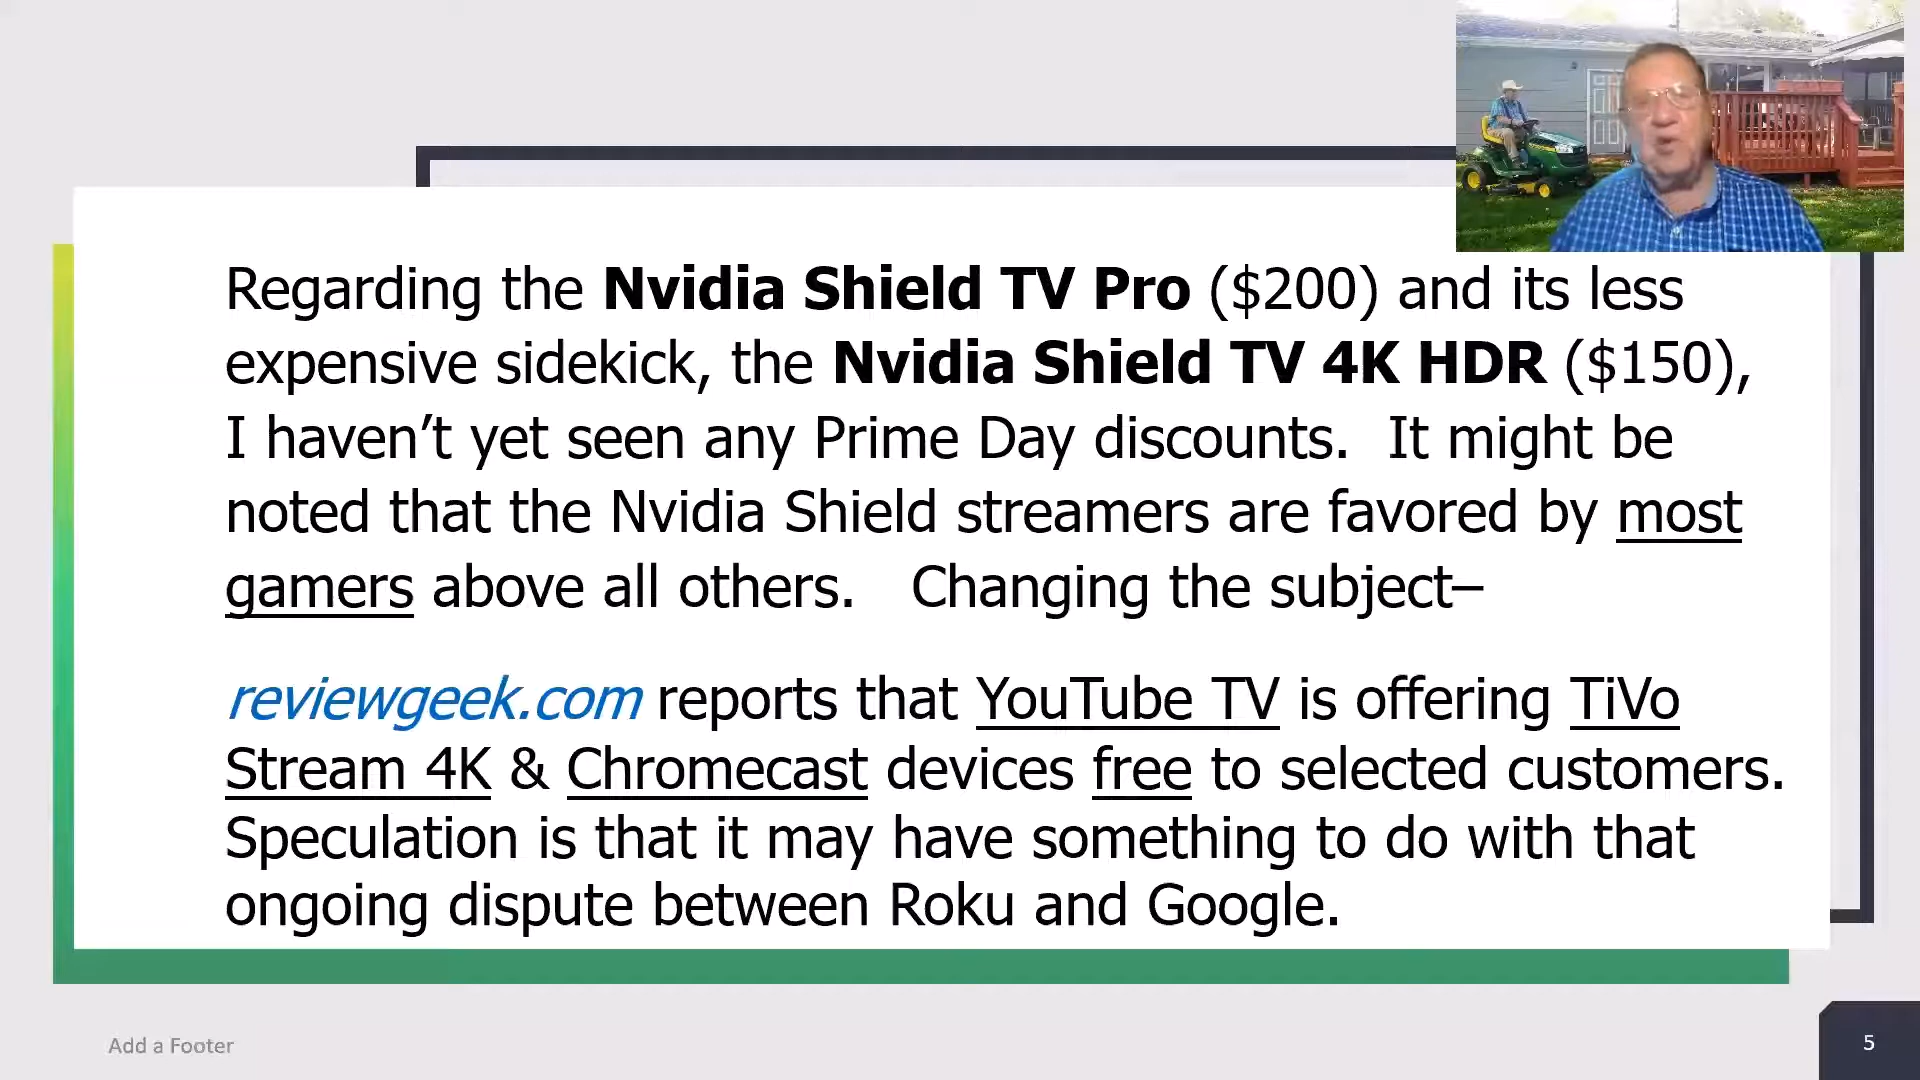 Regarding the Nvidia Shield TV Pro ($200) and its less
expensive sidekick, the Nvidia Shield TV 4K HDR ($150),
I haven’t yet seen any Prime Day discounts.  It might be
noted that the Nvidia Shield streamers are favored by most
gamers above all others.   Changing the subject–
reviewgeek.com reports that YouTube TV is offering TiVo
Stream 4K & Chromecast devices free to selected customers.
Speculation is that it may have something to do with that
ongoing dispute between Roku and Google.
Add a Footer
5